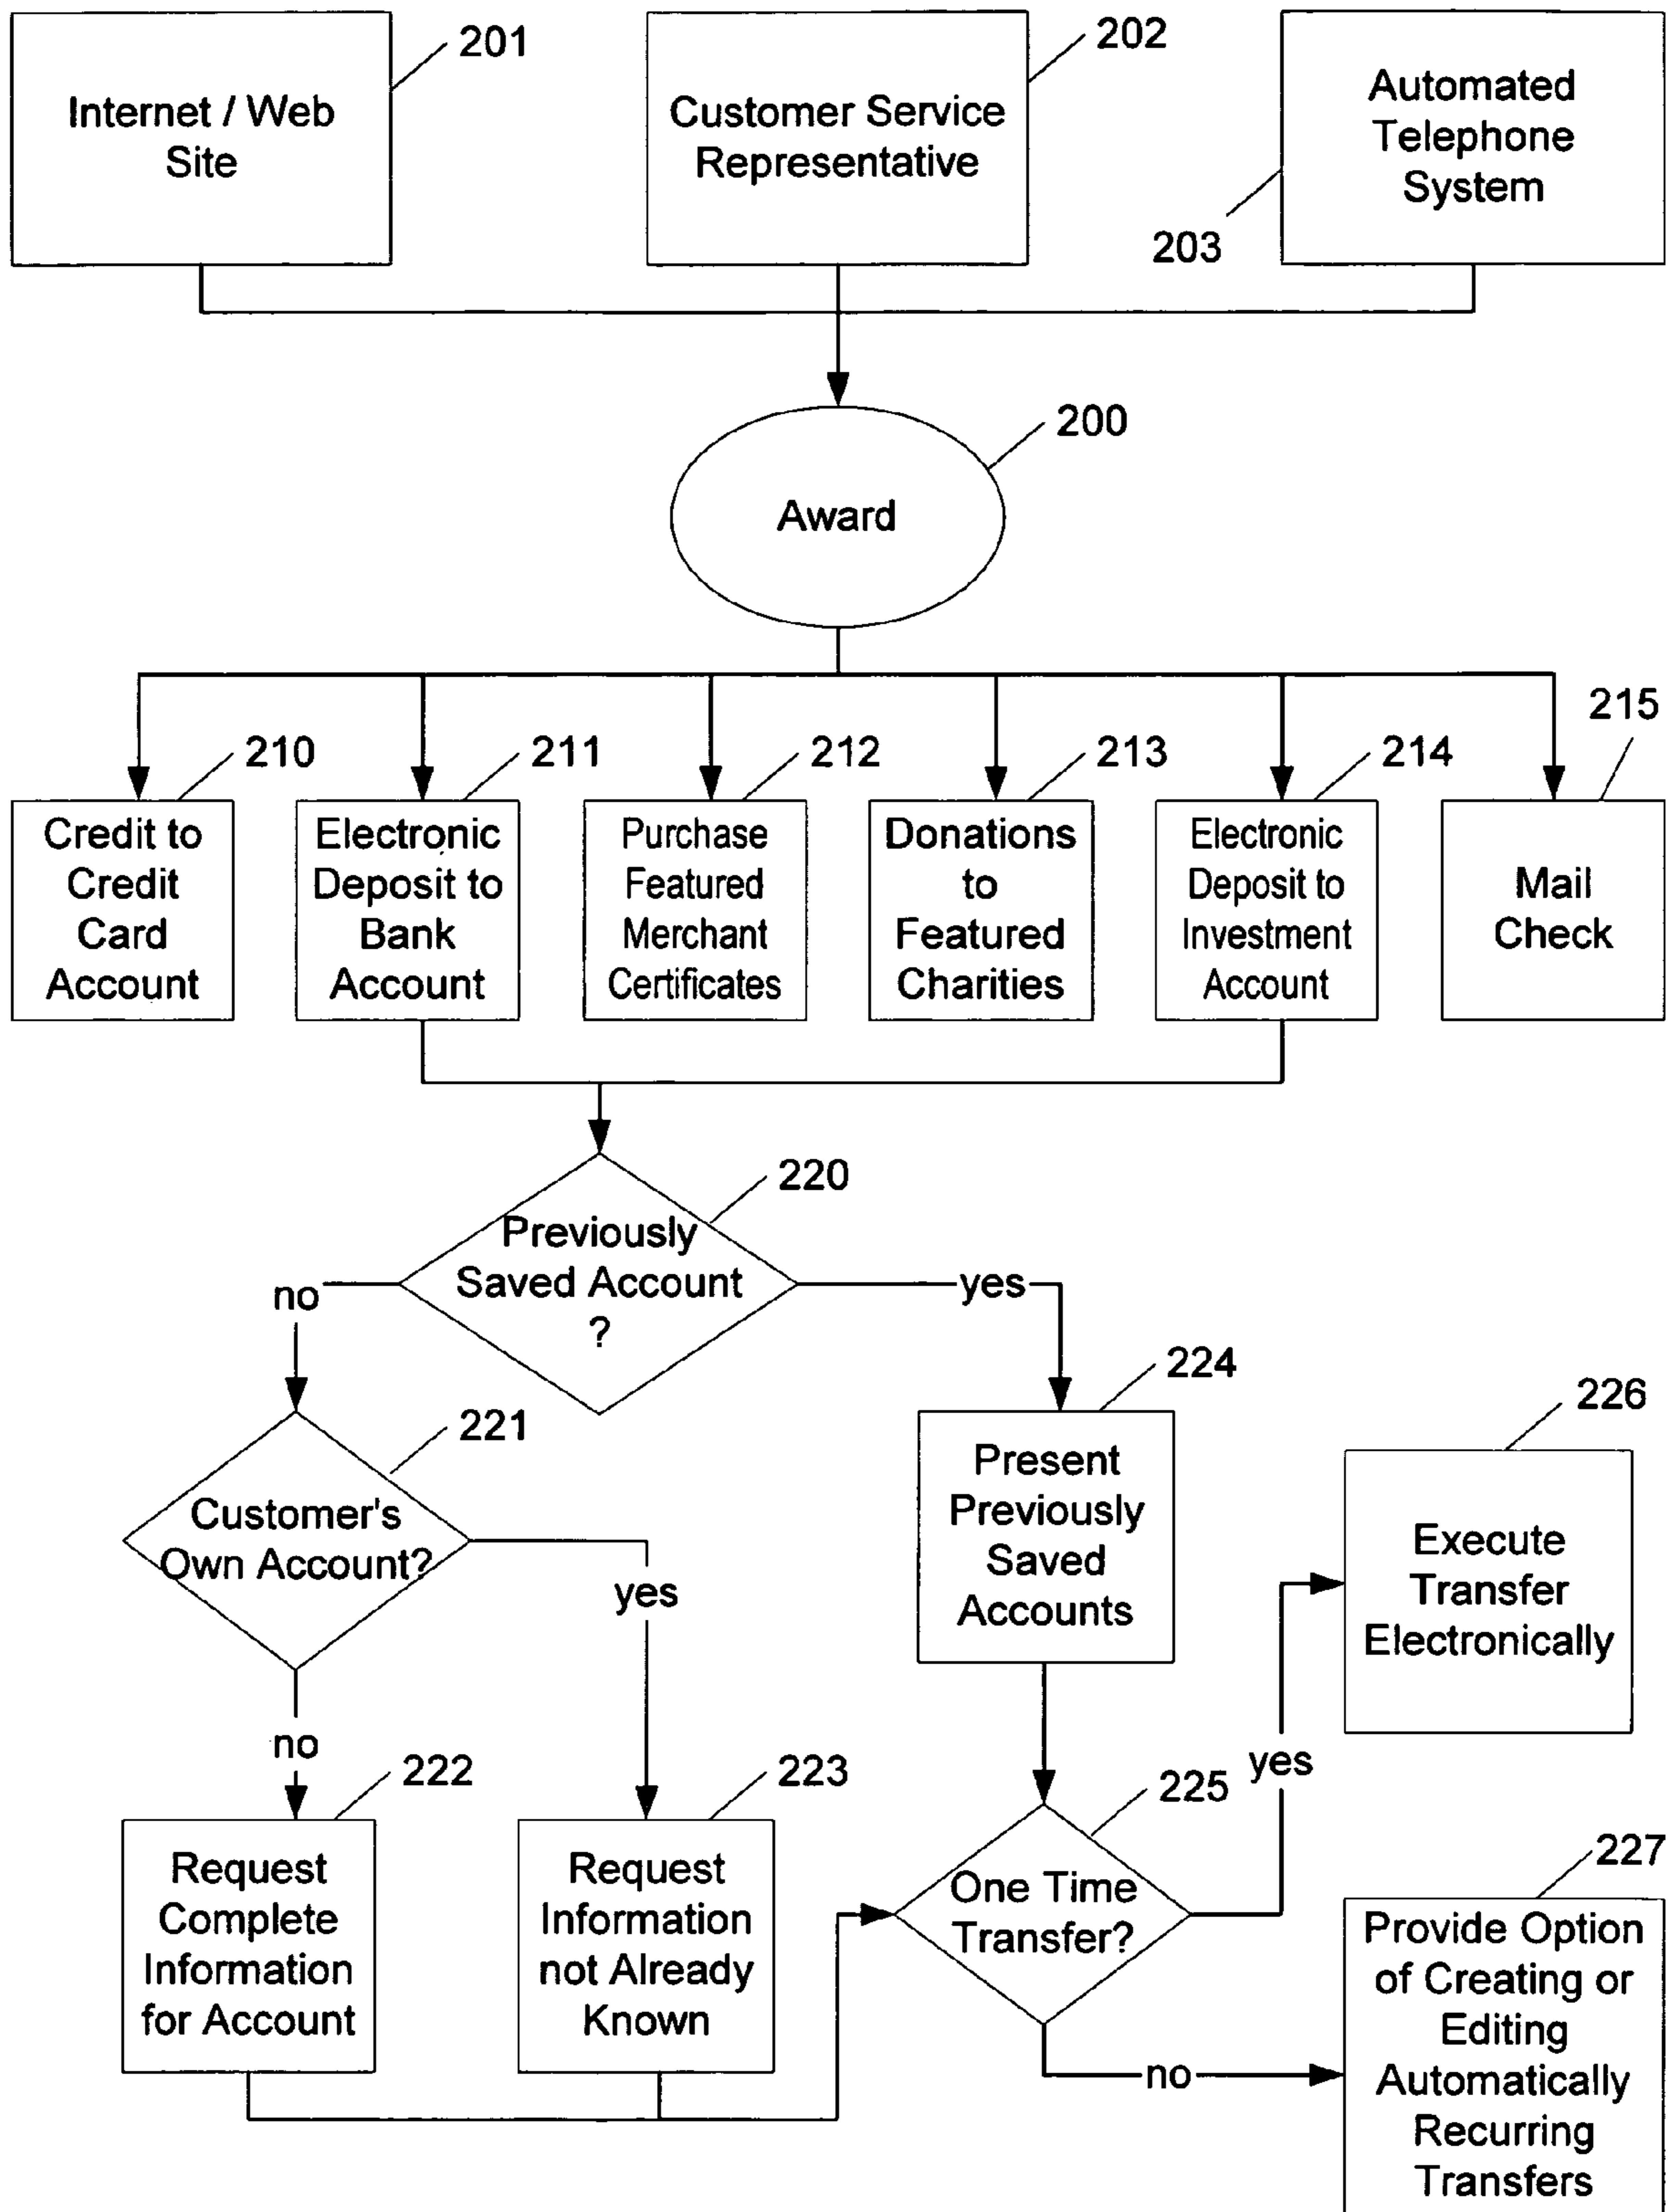 201
Internet / Web
Site
202
Customer Service
Representative
Automated
Telephone
System
203
200
Award
210
Credit to
Credit
Card
Account
211
Electronic
Deposit to
Bank
Account
212
Purchase
Featured
Merchant
Certificates
213
Donations
to
Featured
Charities
214
Electronic
Deposit to
Investment
Account
215
Mail
Check
220
Previously
Saved Account
?
no
yes
221
Customer's
Own Account?
yes
no
224
Present
Previously
Saved
Accounts
226
Execute
Transfer
Electronically
222
Request
Complete
Information
for Account
223
Request
Information
not Already
Known
225
One Time
Transfer?
yes
no
227
Provide Option
of Creating or
Editing
Automatically
Recurring
Transfers